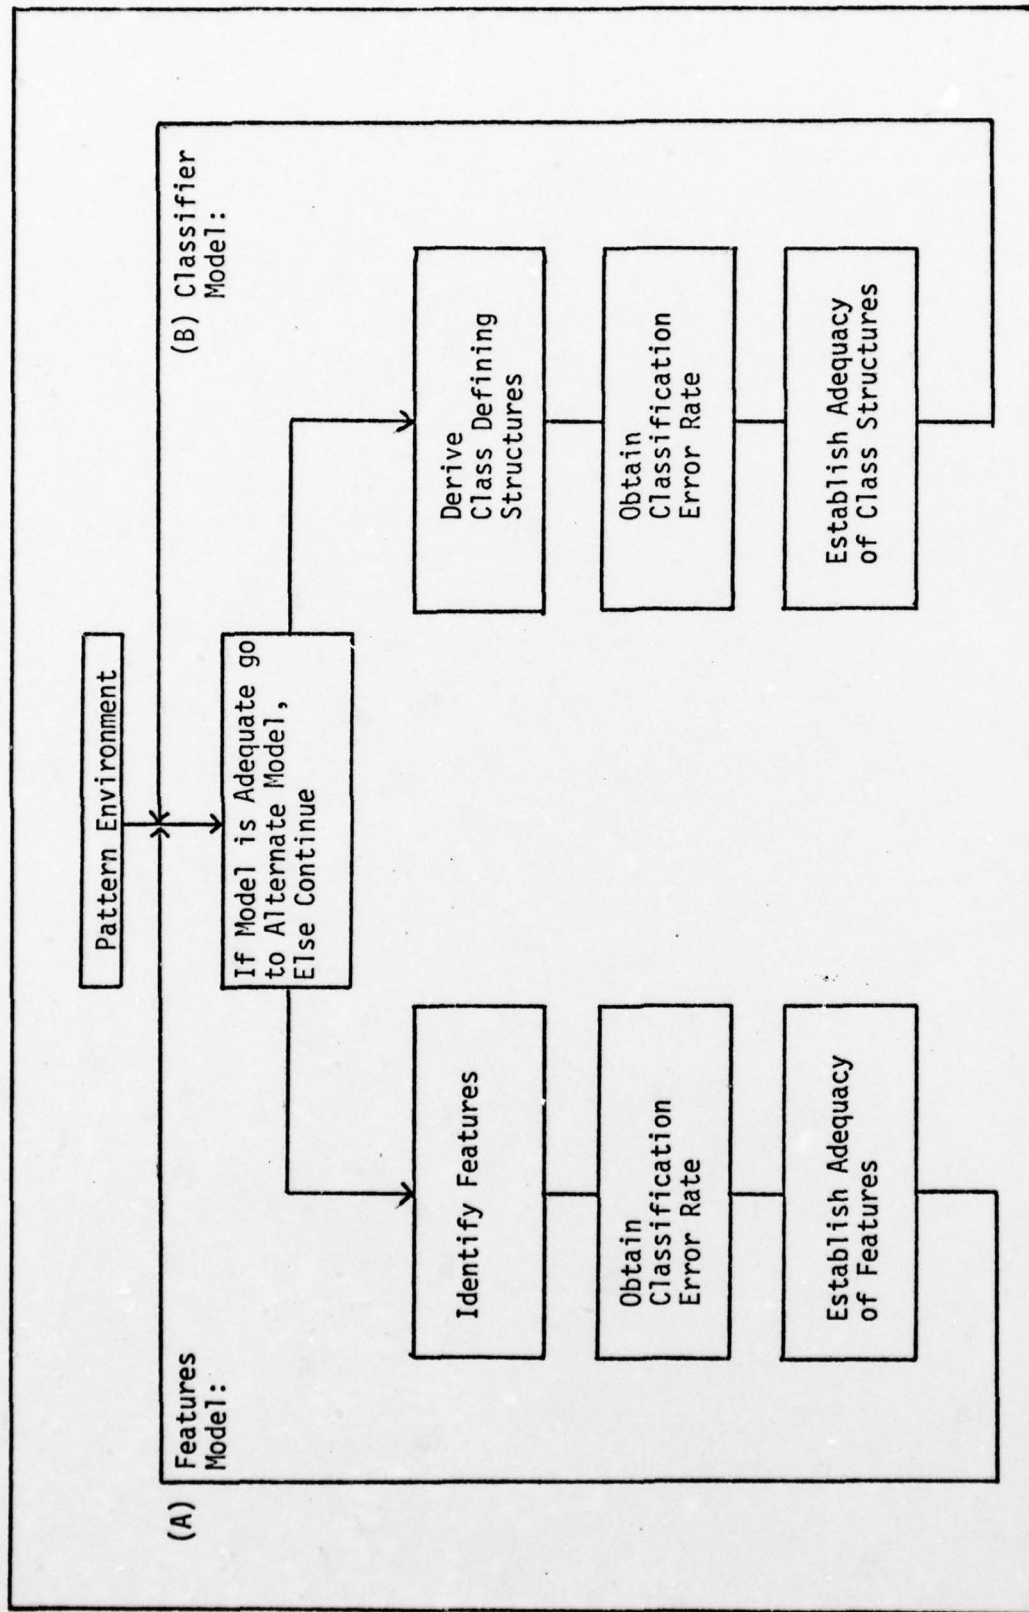 Pattern Environment
(A) Features
Model:
(B) Classifier
Model:
If Model is Adequate go
to Alternate Model,
Else Continue
Identify Features
Obtain
Classification
Error Rate
Establish Adequacy
of Features
Derive
Class Defining
Structures
Obtain
Classification
Error Rate
Establish Adequacy
of Class Structures